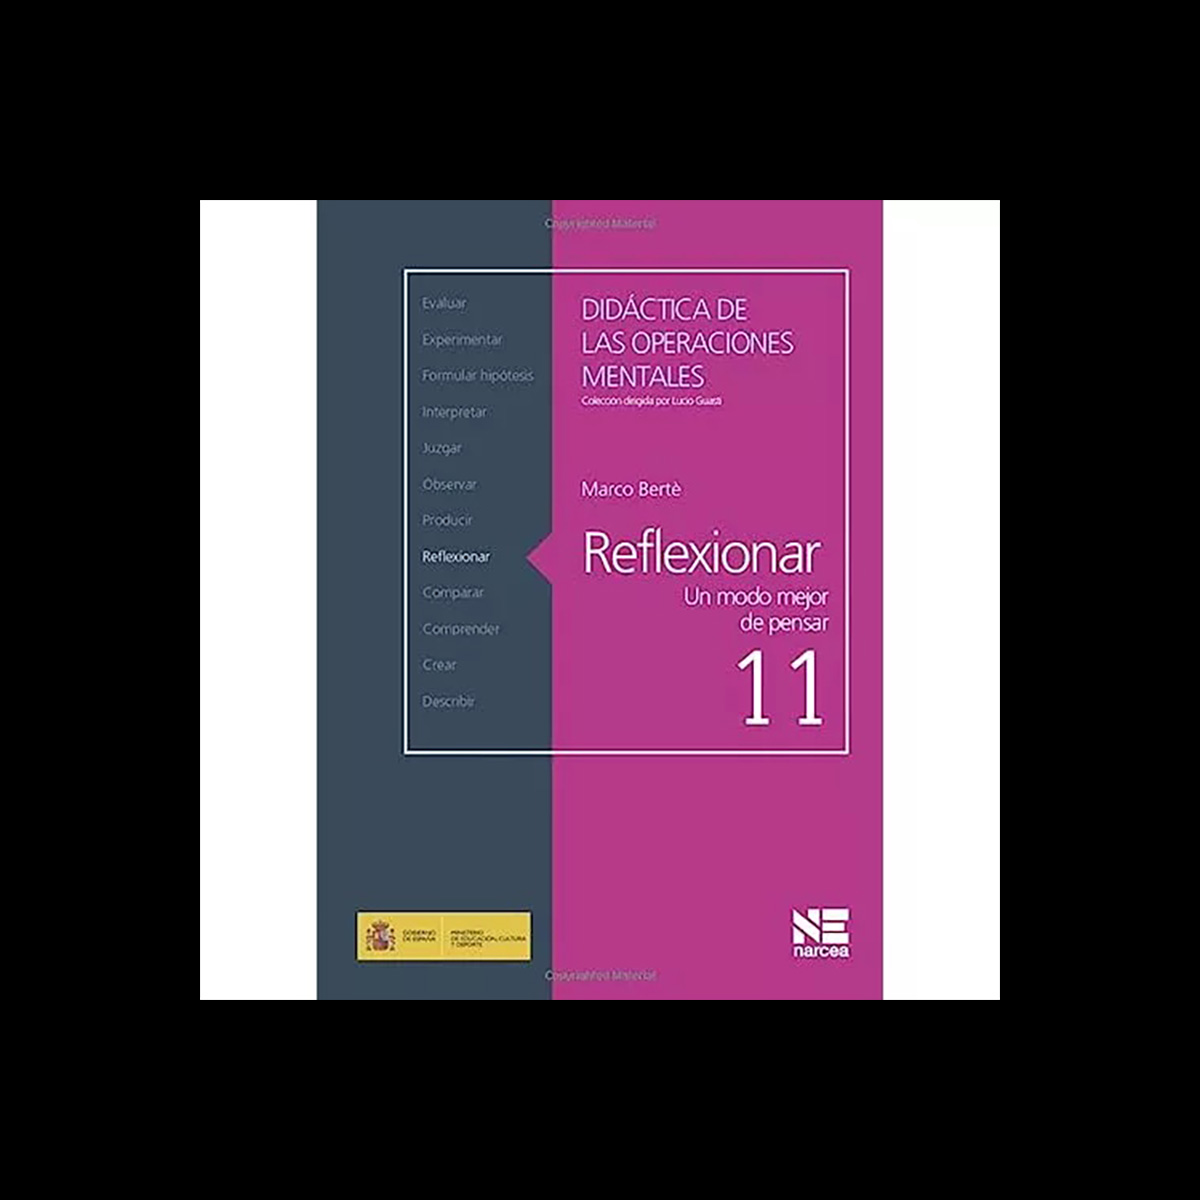 Copyrighted Material
Evaluar
Experimentar
Formular hipótesis
Interpretar
Juzgar
Observar
Producir
Reflexionar
Comparar
Comprender
Crear
Describir
DIDÁCTICA DE
LAS OPERACIONES
MENTALES
Colección dirigida por Lucio Guasti
Marco Bertè
Reflexionar
Un modo mejor
de pensar
11
GOBIERNO
DE ESPAÑA
MINISTERIO
DE EDUCACIÓN, CULTURA
Y DEPORTE
NE
narcea
Copyrighted Material